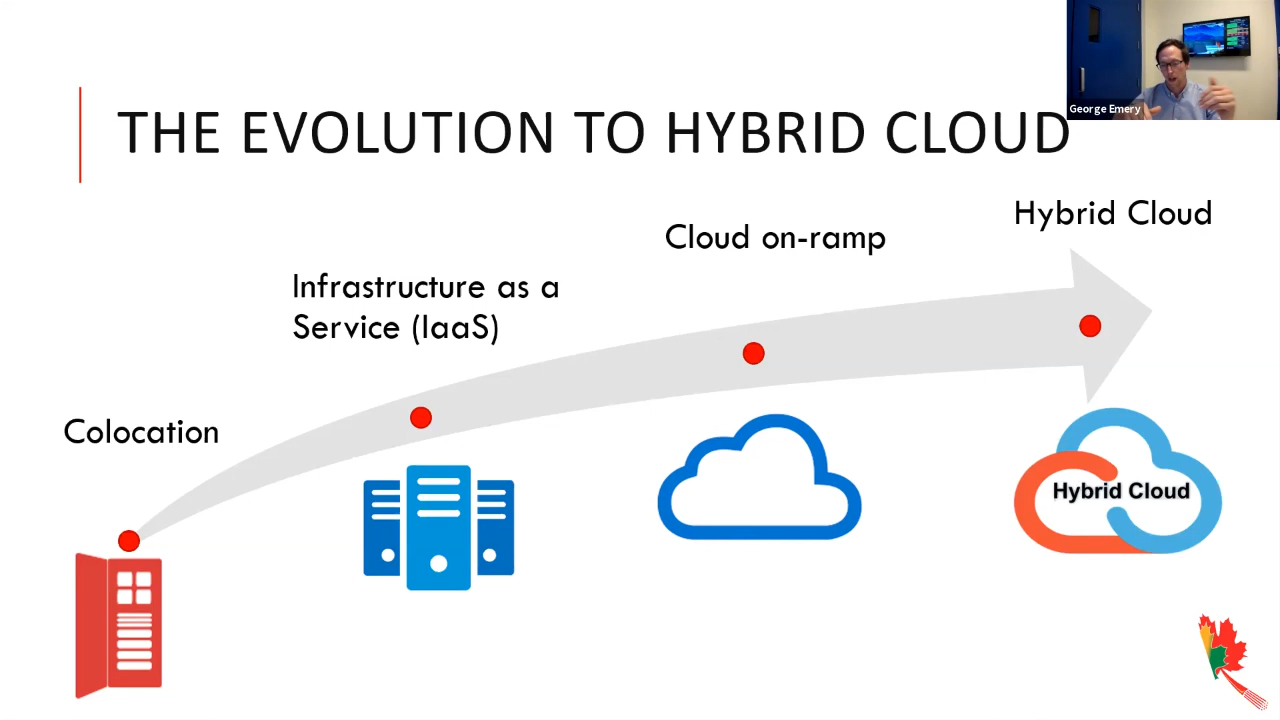 George Emery
THE EVOLUTION TO HYBRID CLOUD
Hybrid Cloud
Cloud on-ramp
Infrastructure as a
Service (IaaS)
Colocation
Hybrid Cloud